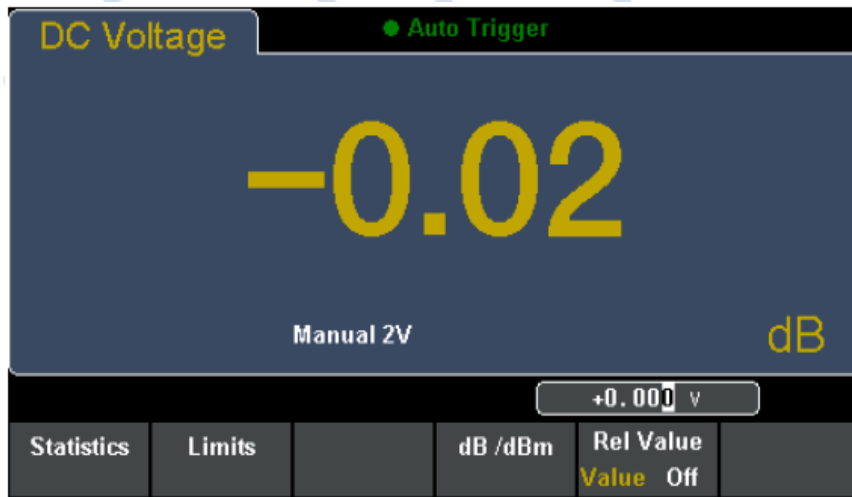 DC Voltage
Auto Trigger
-0.02
Manual 2V
dB
+0.000 V
Statistics
Limits
dB /dBm
Rel Value
Value Off